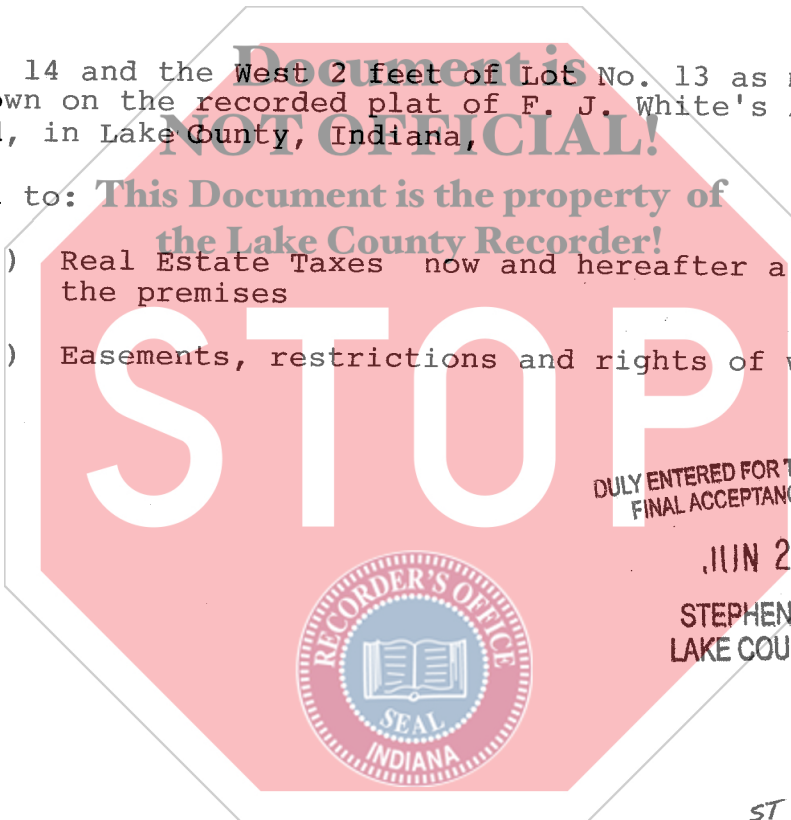 Document is
14 and the West 2 feet of Lot No. 13 as
own on the recorded plat of F. J. White's
in Lake County, Indiana,
NOT OFFICIAL!
to:
This Document is the property of
the Lake County Recorder!
) Real Estate Taxes now and hereafter a
the premises
) Easements, restrictions and rights of
STOP
DULY ENTERED FOR
FINAL ACCEPTANC
JUN 2
STEPHEN
LAKE COU
RECORDER'S OFFICE
SEAL
INDIANA
ST